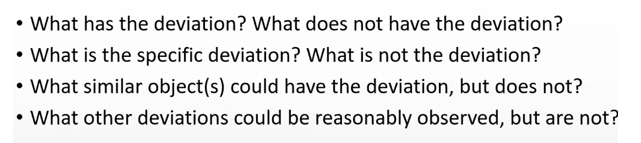 • What has the deviation? What does not have the deviation?
• What is the specific deviation? What is not the deviation?
• What similar object(s) could have the deviation, but does not?
• What other deviations could be reasonably observed, but are not?